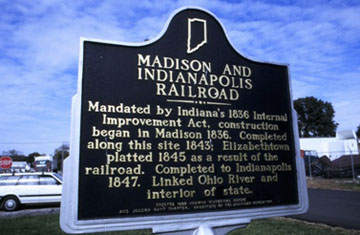 MADISON AND
INDIANAPOLIS
RAILROAD
Mandated by Indiana's 1836 Internal
Improvement Act, construction
began in Madison 1836. Completed
along this site 1843; Elizabethtown
platted 1845 as a result of the
railroad. Completed to Indianapolis
1847. Linked Ohio River and
interior of state.